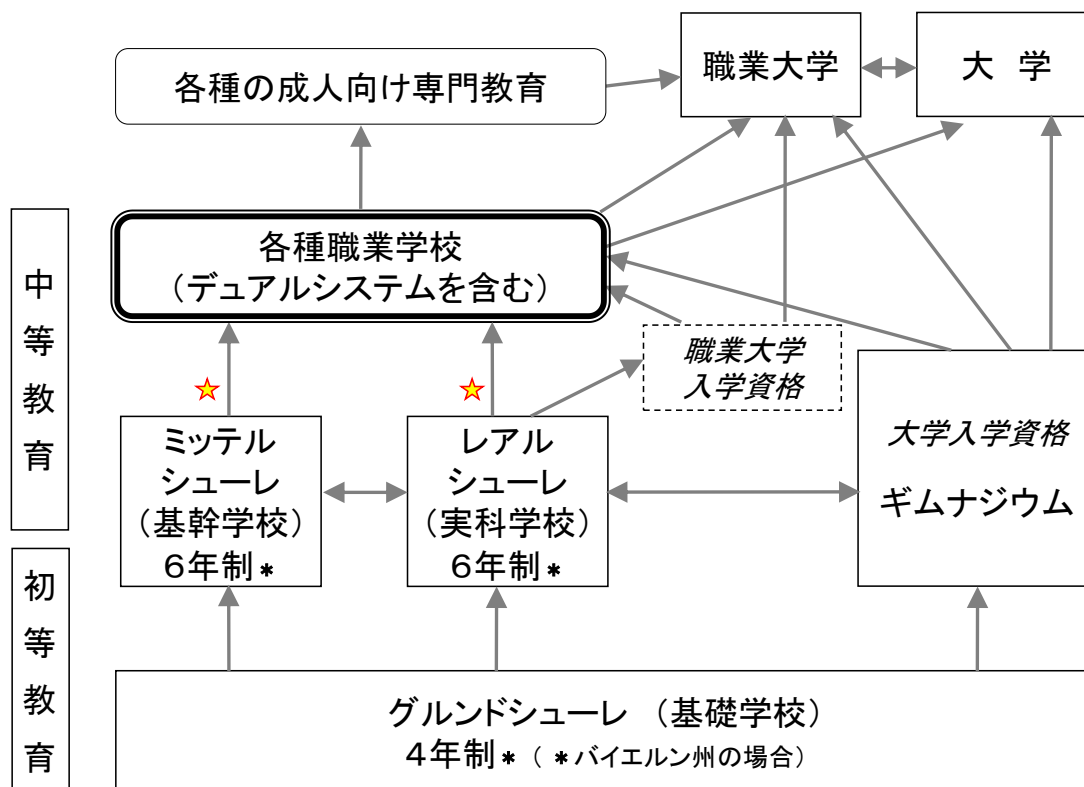 職業大学
大 学
各種の成人向け専門教育
中等教育
各種職業学校
（デュアルシステムを含む）
職業大学
入学資格
ミッテル
シューレ
（基幹学校）
６年制*
レアル
シューレ
（実科学校）
６年制*
大学入学資格
ギムナジウム
初等教育
グルンドシューレ （基礎学校）
４年制*（ *バイエルン州の場合）